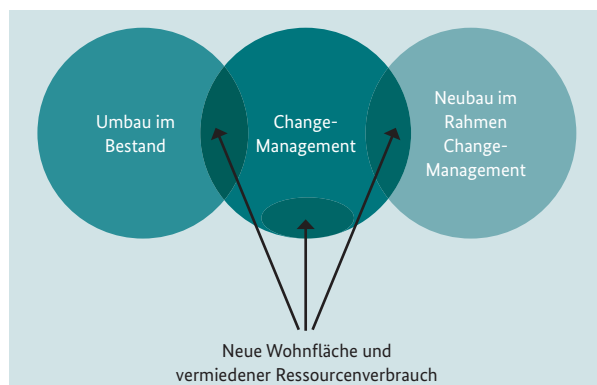 Umbau im
Bestand
Change-
Management
Neubau im
Rahmen
Change-
Management
Neue Wohnfläche und
vermiedener Ressourcenverbrauch